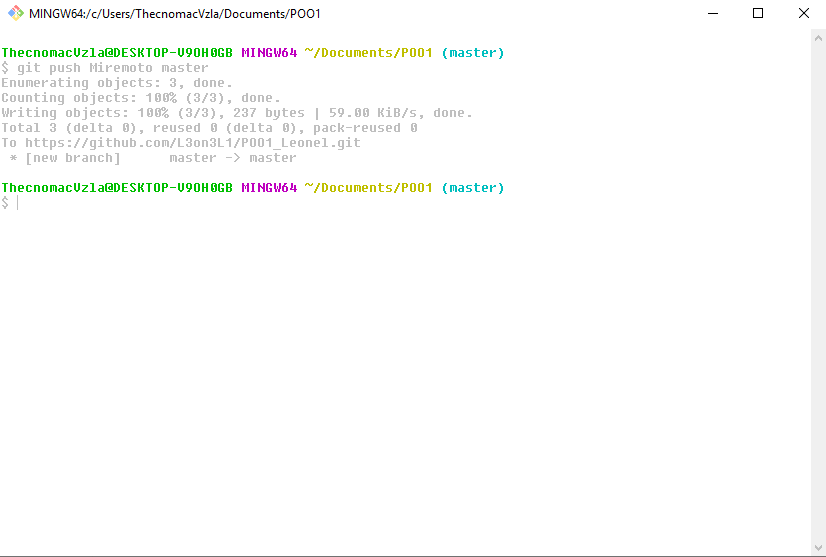 MINGW64:/c/Users/ThecnomacVzla/Documents/POO1
ThecnomacVzla@DESKTOP-V9OH0GB MINGW64 ~/Documents/POO1 (master)
$ git push Miremoto master
Enumerating objects: 3, done.
Counting objects: 100% (3/3), done.
Writing objects: 100% (3/3), 237 bytes | 59.00 KiB/s, done.
Total 3 (delta 0), reused 0 (delta 0), pack-reused 0
To https://github.com/L3on3L1/POO1_Leonel.git
 * [new branch]      master -> master
ThecnomacVzla@DESKTOP-V9OH0GB MINGW64 ~/Documents/POO1 (master)
$